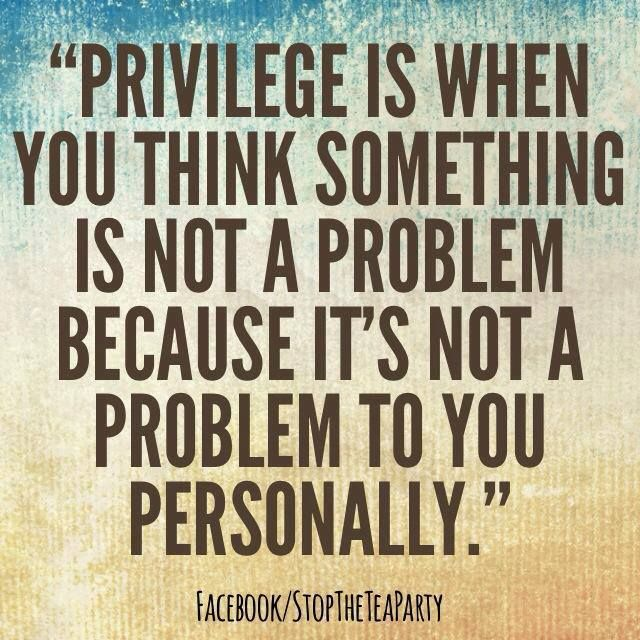 “PRIVILEGE IS WHEN
YOU THINK SOMETHING
IS NOT A PROBLEM
BECAUSE IT’S NOT A
PROBLEM TO YOU
PERSONALLY.”
FACEBOOK/STOPTHETEAPARTY